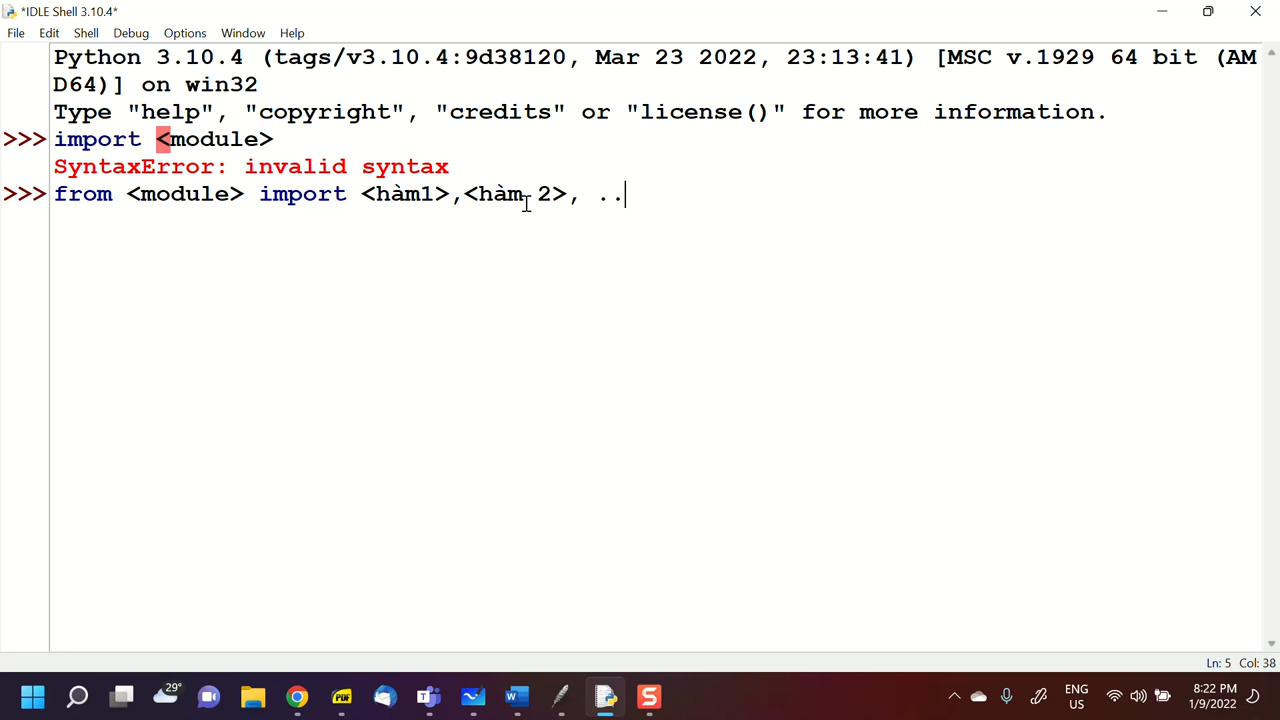 *IDLE Shell 3.10.4*
File Edit Shell Debug Options Window Help
Python 3.10.4 (tags/v3.10.4:9d38120, Mar 23 2022, 23:13:41) [MSC v.1929 64 bit (AM
D64)] on win32
Type "help", "copyright", "credits" or "license()" for more information.
>>> import <module>
SyntaxError: invalid syntax
>>> from <module> import <hàm1>,<hàm 2>, ..
Ln: 5 Col: 38
29°
PDF
ENG
US
8:22 PM
1/9/2022